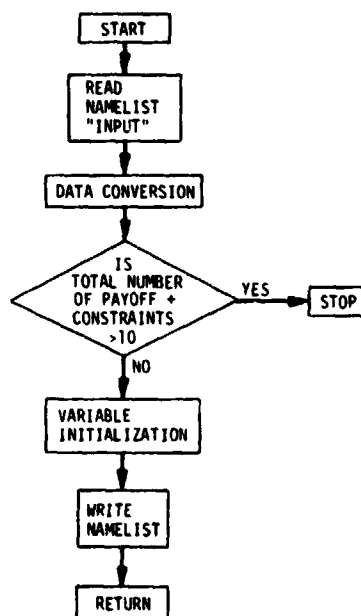 START
READ
NAMELIST
"INPUT"
DATA CONVERSION
IS
TOTAL NUMBER
OF PAYOFF +
CONSTRAINTS
>10
YES
STOP
NO
VARIABLE
INITIALIZATION
WRITE
NAMELIST
RETURN